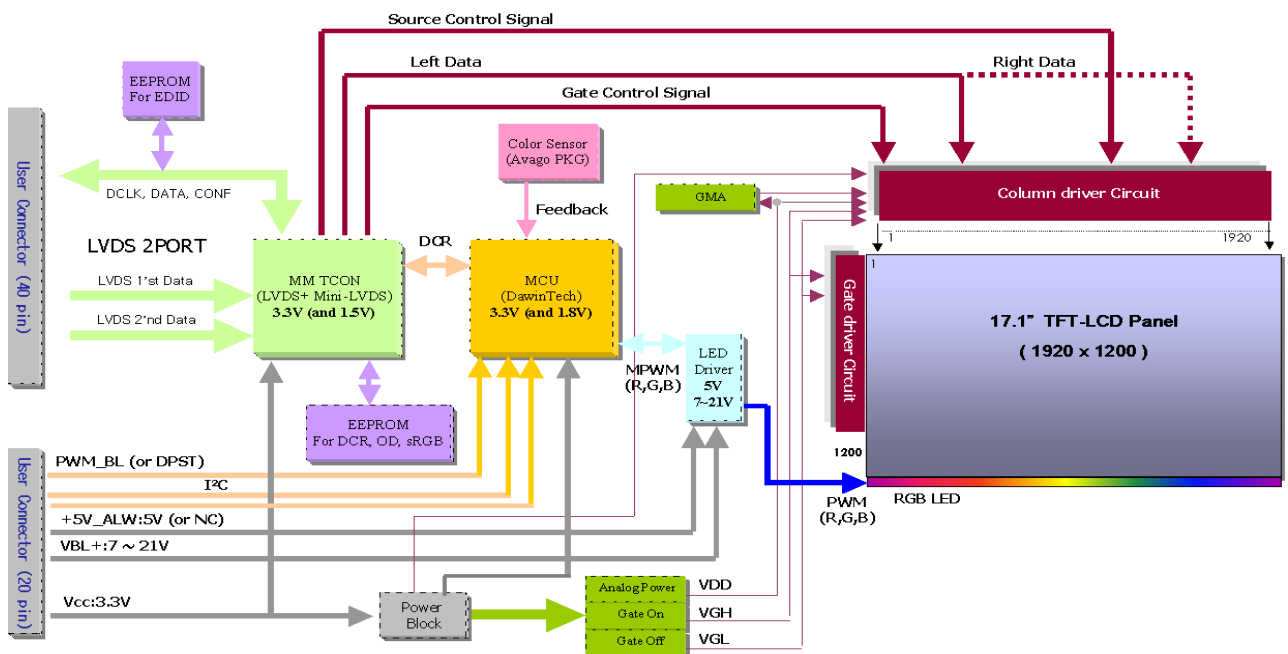 Source Control Signal
Left Data
Right Data
Gate Control Signal
EEPROM
For EDID
Color Sensor
(Avago PKG)
Feedback
User Connector (40 pin)
DCLK, DATA, CONF
GMA
Column driver Circuit
1
1920
LVDS 2PORT
LVDS 1'st Data
LVDS 2'nd Data
MM TCON
(LVDS+ Mini-LVDS)
3.3V (and 1.5V)
DCR
MCU
(DawinTech)
3.3V (and 1.8V)
Gate driver Circuit
1
17.1" TFT-LCD Panel
( 1920 x 1200 )
1200
MPWM
(R,G,B)
LED
Driver
5V
7~21V
EEPROM
For DCR, OD, sRGB
RGB LED
PWM
(R,G,B)
User Connector (20 pin)
PWM_BL (or DPST)
I²C
+5V_ALW:5V (or NC)
VBL+:7 ~ 21V
Vcc:3.3V
Power
Block
Analog Power
VDD
Gate On
VGH
Gate Off
VGL